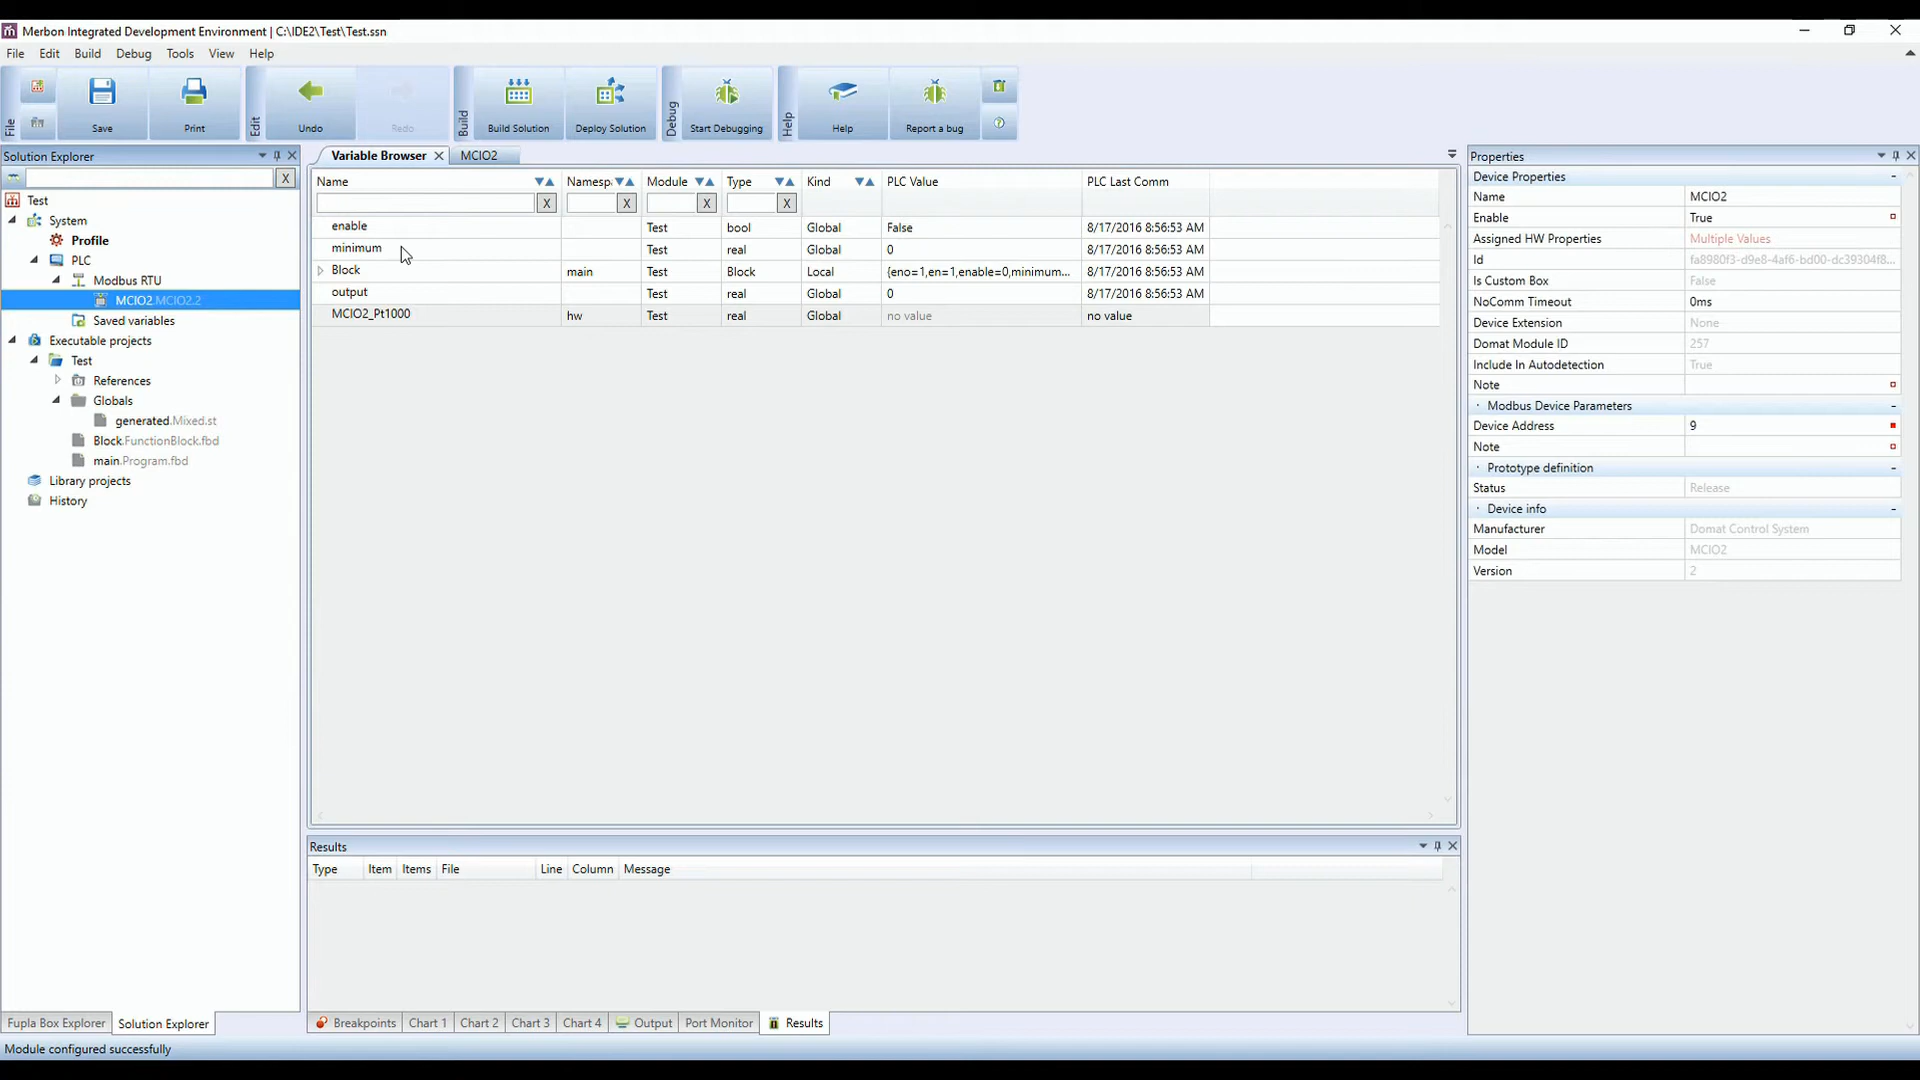 Merbon Integrated Development Environment | C:\IDE2\Test\Test.ssn
File Edit Build Debug Tools View Help
File Save Print Edit Undo Redo Build Build Solution Deploy Solution Debug Start Debugging Help Help Report a bug
Solution Explorer
X
Test
System
Profile
PLC
Modbus RTU
MCIO2.MCIO2.2
Saved variables
Executable projects
Test
References
Globals
generated.Mixed.st
Block.FunctionBlock.fbd
main.Program.fbd
Library projects
History
Fupla Box Explorer Solution Explorer
Variable Browser MCIO2
Name Namesp Module Type Kind PLC Value PLC Last Comm
X X X X
enable Test bool Global False 8/17/2016 8:56:53 AM
minimum Test real Global 0 8/17/2016 8:56:53 AM
Block main Test Block Local {eno=1,en=1,enable=0,minimum... 8/17/2016 8:56:53 AM
output Test real Global 0 8/17/2016 8:56:53 AM
MCIO2_Pt1000 hw Test real Global no value no value
Results
Type Item Items File Line Column Message
Breakpoints Chart 1 Chart 2 Chart 3 Chart 4 Output Port Monitor Results
Properties
Device Properties
Name MCIO2
Enable True
Assigned HW Properties Multiple Values
Id fa8980f3-d9e8-4af6-bd00-dc39304f8...
Is Custom Box False
NoComm Timeout 0ms
Device Extension None
Domat Module ID 257
Include In Autodetection True
Note
Modbus Device Parameters
Device Address 9
Note
Prototype definition
Status Release
Device info
Manufacturer Domat Control System
Model MCIO2
Version 2
Module configured successfully